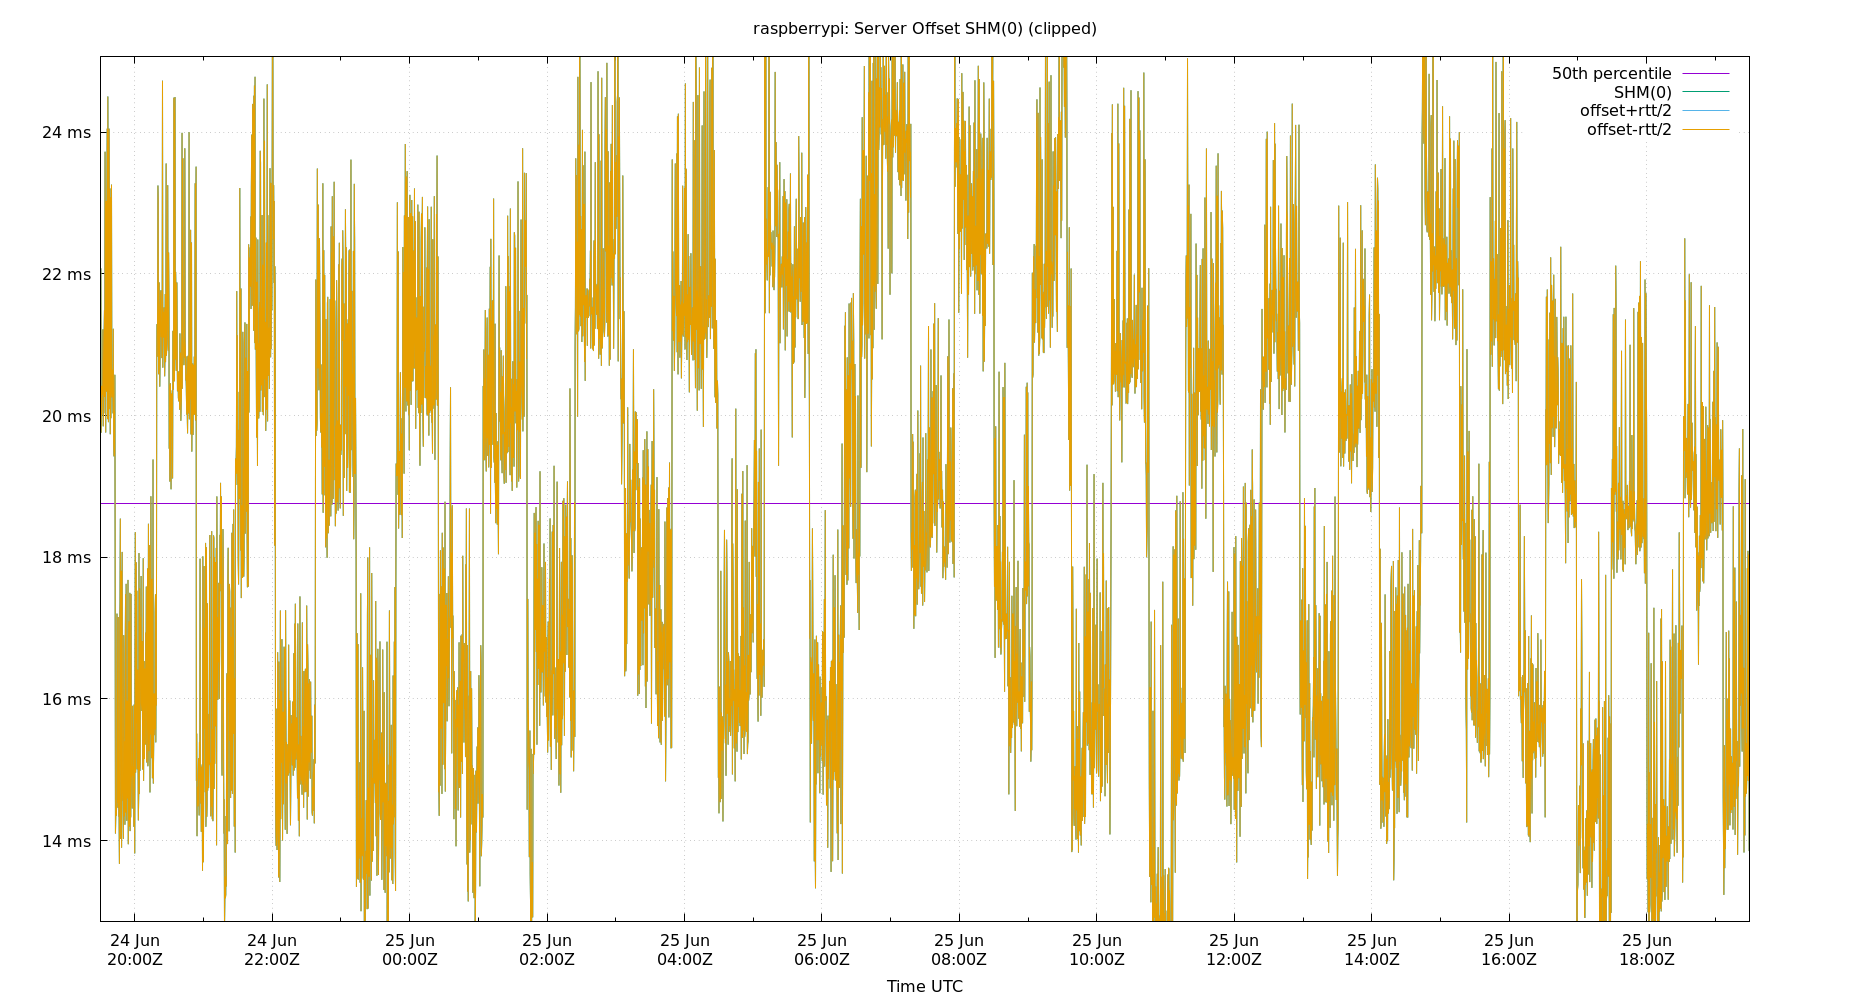 raspberrypi: Server Offset SHM(0) (clipped)
50th percentile
SHM(0)
offset+rtt/2
offset-rtt/2
24 ms
22 ms
20 ms
18 ms
16 ms
14 ms
24 Jun 24 Jun 25 Jun 25 Jun 25 Jun 25 Jun 25 Jun 25 Jun 25 Jun 25 Jun 25 Jun 25 Jun
20:00Z 22:00Z 00:00Z 02:00Z 04:00Z 06:00Z 08:00Z 10:00Z 12:00Z 14:00Z 16:00Z 18:00Z
Time UTC